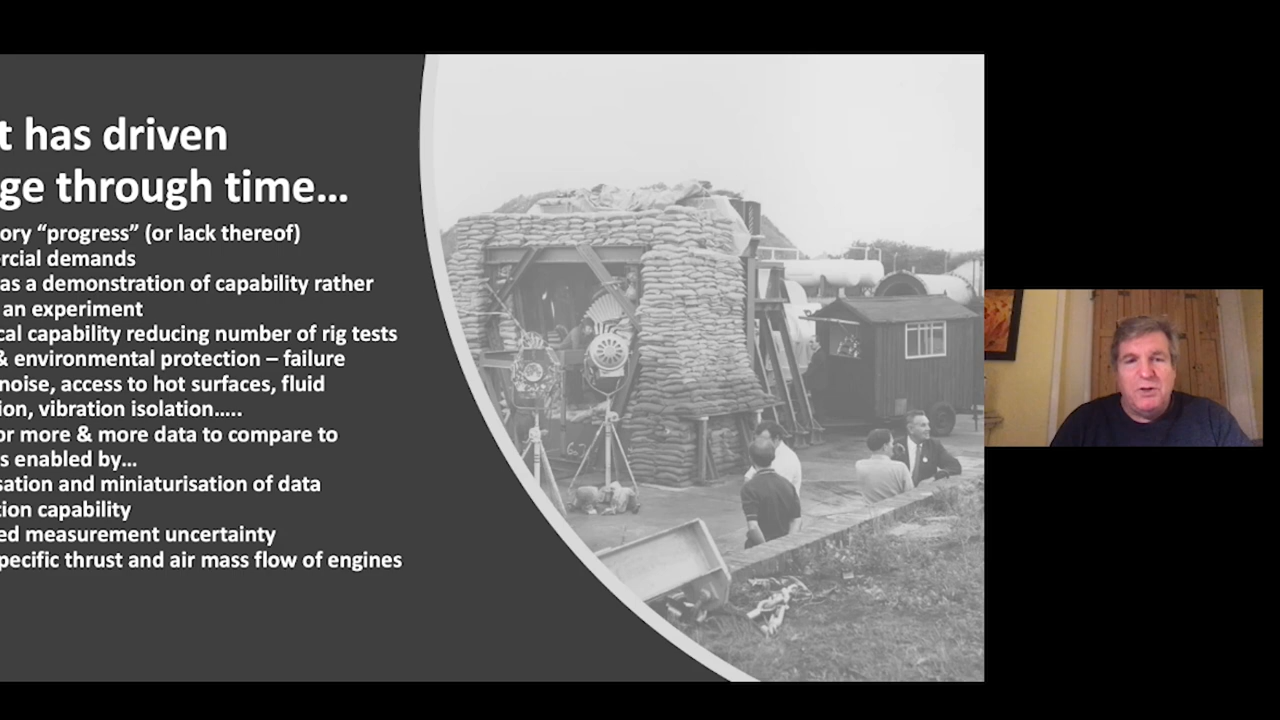 t has driven
ge through time...
ory “progress” (or lack thereof)
rcial demands
as a demonstration of capability rather
an experiment
cal capability reducing number of rig tests
& environmental protection – failure
noise, access to hot surfaces, fluid
ion, vibration isolation.....
or more & more data to compare to
s enabled by...
sation and miniaturisation of data
tion capability
ed measurement uncertainty
pecific thrust and air mass flow of engines